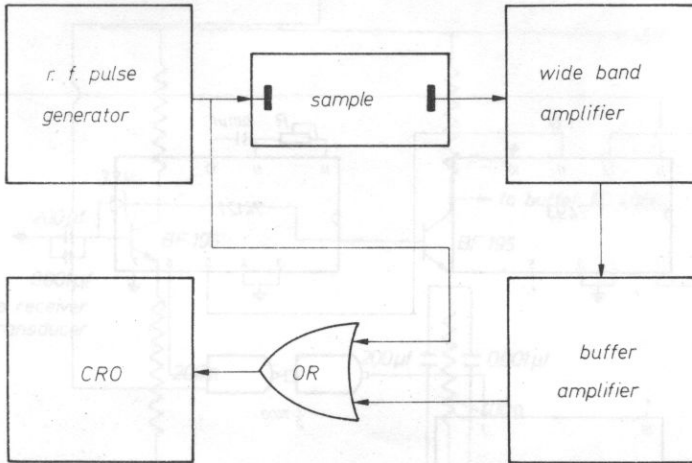 r. f. pulse
generator
sample
wide band
amplifier
CRO
OR
buffer
amplifier